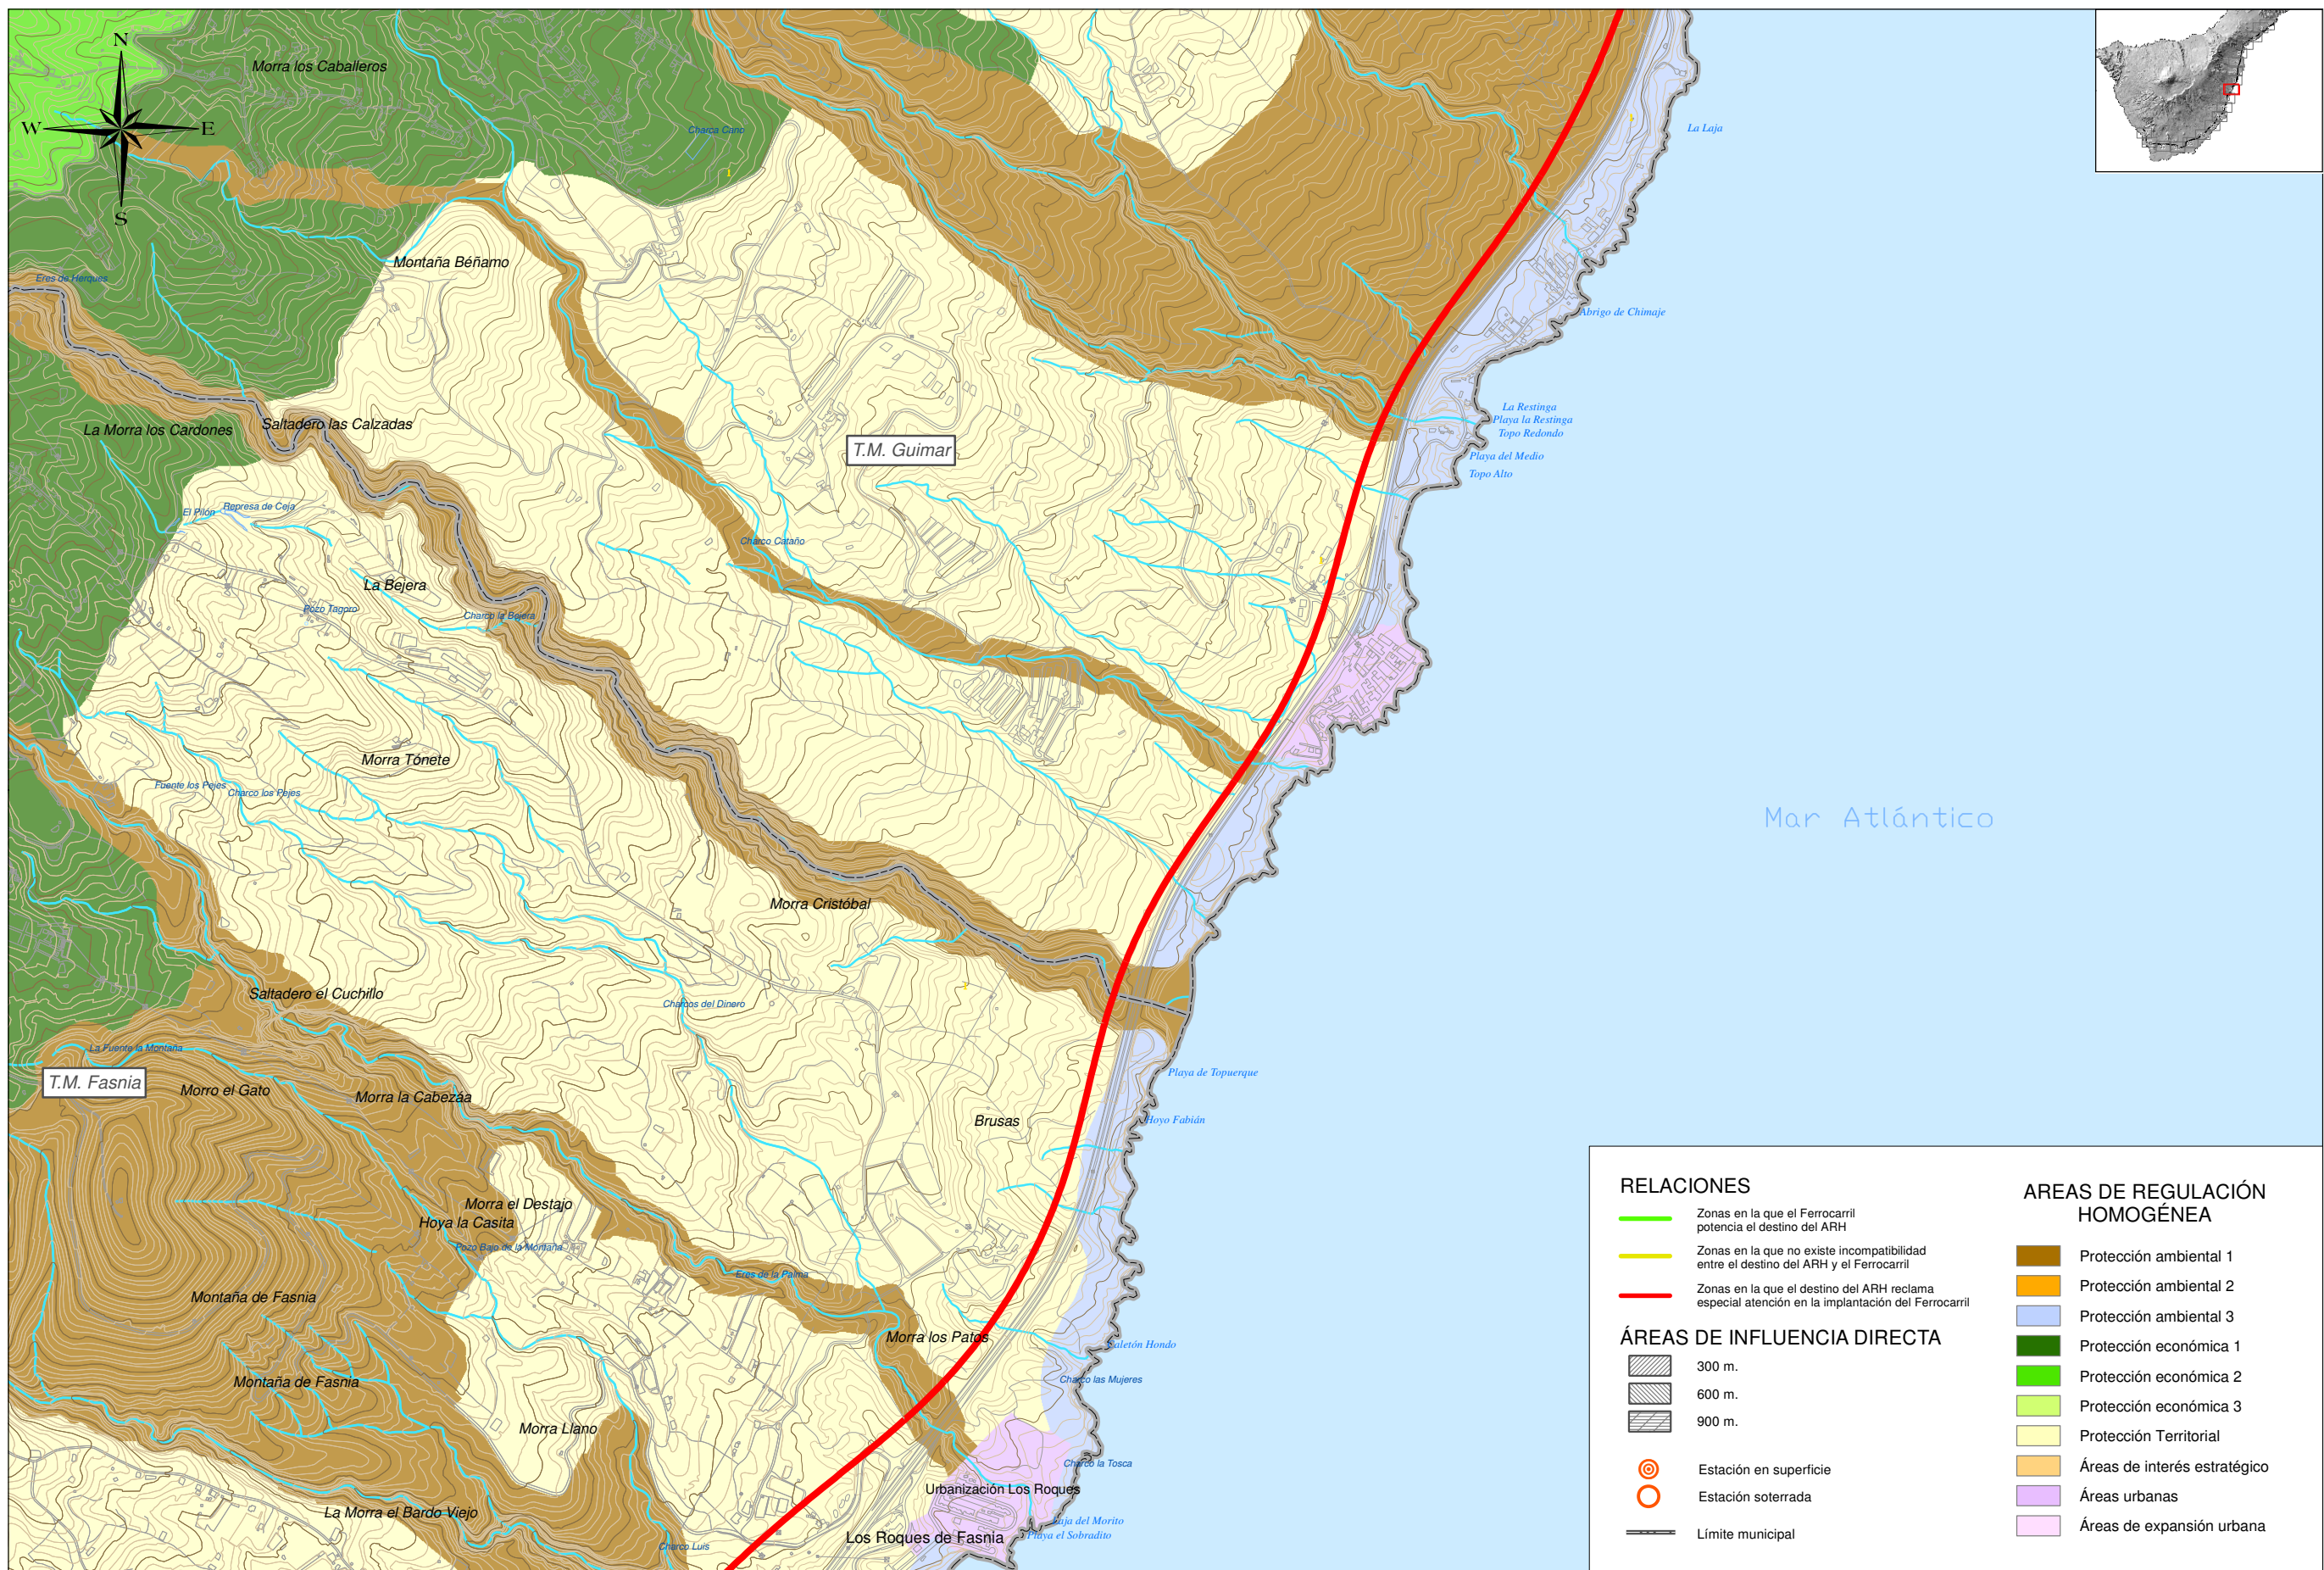 N
W
E
S
Morra los Caballeros
Charca Cano
La Laja
Montaña Béñamo
Eres de Herques
Abrigo de Chimaje
La Restinga
Playa la Restinga
Topo Redondo
Saltadero las Calzadas
La Morra los Cardones
T.M. Guimar
Playa del Medio
Topo Alto
Represa de Ceja
El Pilón
Charco Cataño
La Bejera
Pozo Tagoro
Charco la Bejera
Morra Tónete
Fuente los Pejes
Charco los Pejes
Mar Atlántico
Morra Cristóbal
Saltadero el Cuchillo
Charcos del Dinero
La Fuente la Montaña
Playa de Topuerque
T.M. Fasnia
Morro el Gato
Morra la Cabezáa
Brusas
Hoyo Fabián
Morra el Destajo
Hoya la Casita
Pozo Bajo de la Montaña
Eres de la Palma
Montaña de Fasnia
Morra los Patos
Caletón Hondo
Montaña de Fasnia
Charco las Mujeres
Morra Llano
Charco la Tosca
Urbanización Los Roques
La Morra el Bardo Viejo
Laja del Morito
Los Roques de Fasnia
Playa el Sobradito
Charco Luis
RELACIONES
Zonas en la que el Ferrocarril
potencia el destino del ARH
Zonas en la que no existe incompatibilidad
entre el destino del ARH y el Ferrocarril
Zonas en la que el destino del ARH reclama
especial atención en la implantación del Ferrocarril
ÁREAS DE INFLUENCIA DIRECTA
300 m.
600 m.
900 m.
Estación en superficie
Estación soterrada
Límite municipal
AREAS DE REGULACIÓN
HOMOGÉNEA
Protección ambiental 1
Protección ambiental 2
Protección ambiental 3
Protección económica 1
Protección económica 2
Protección económica 3
Protección Territorial
Áreas de interés estratégico
Áreas urbanas
Áreas de expansión urbana